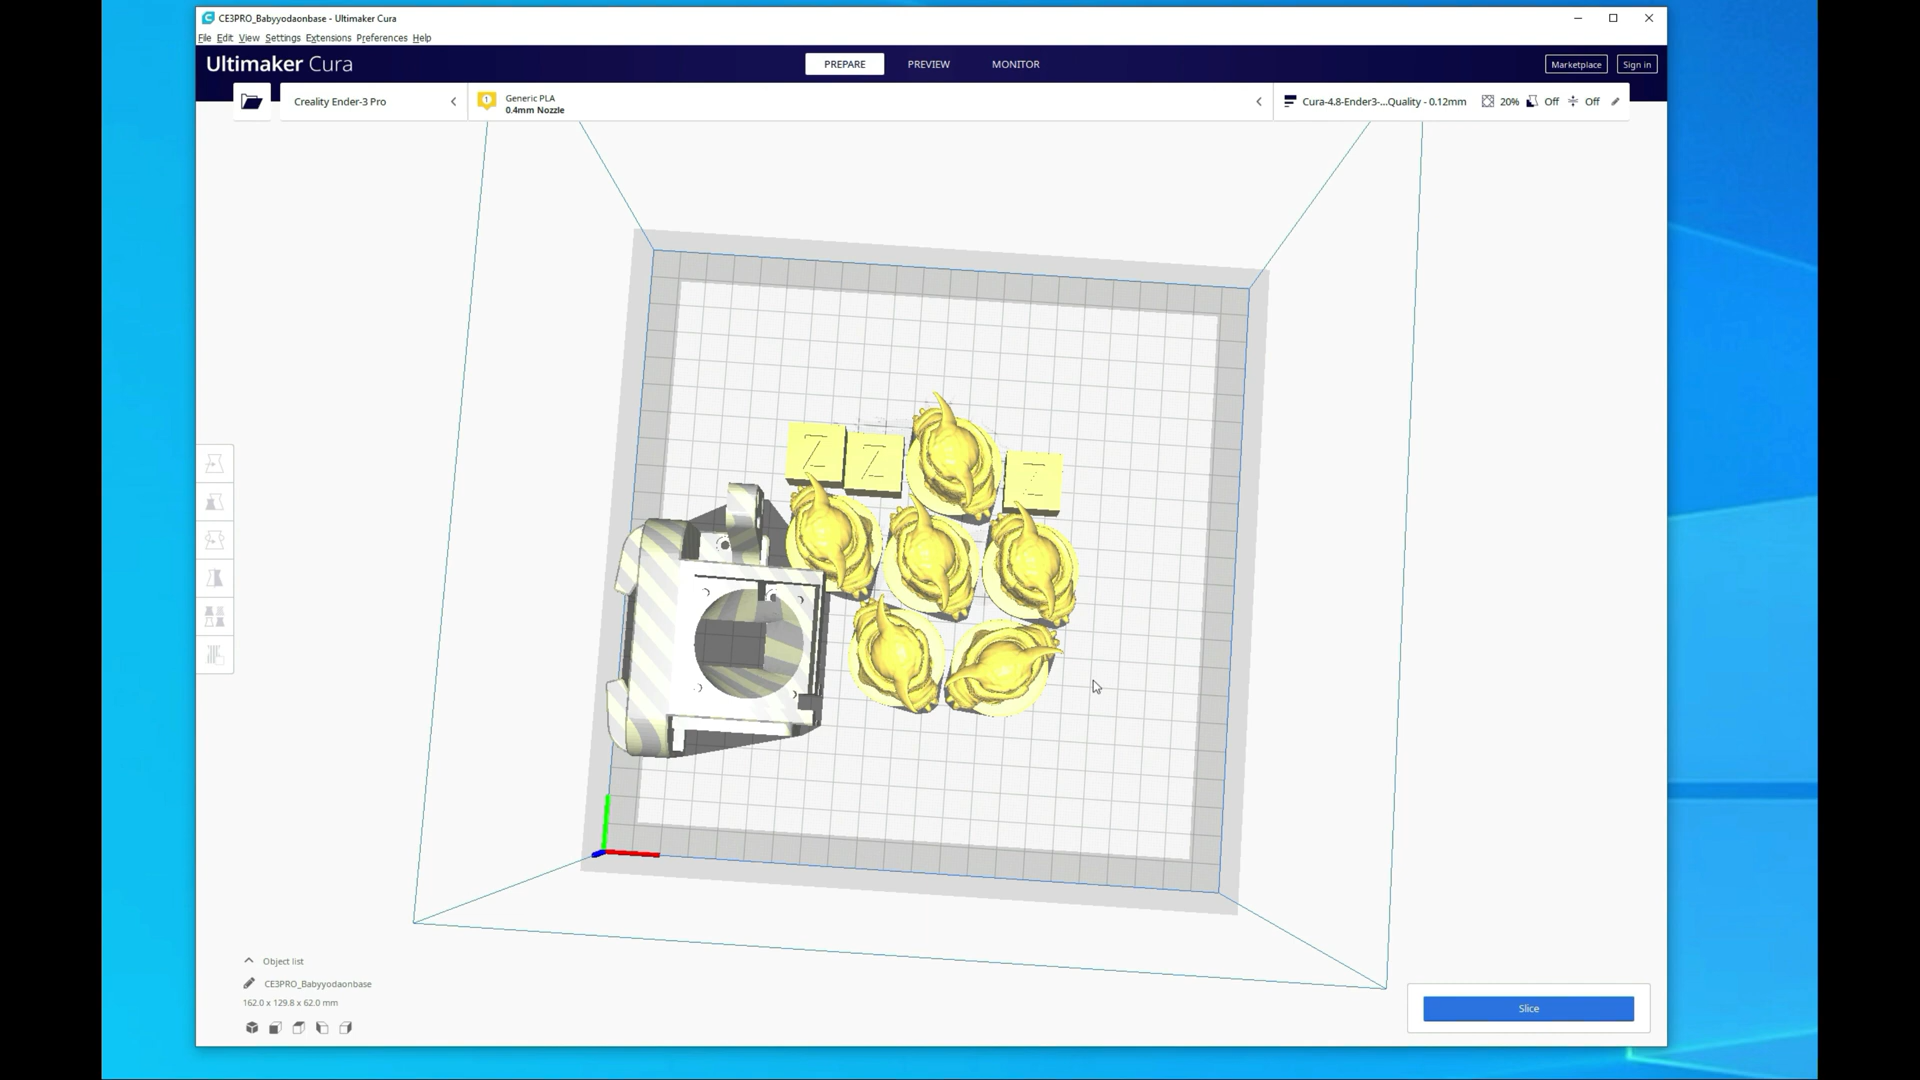 CE3PRO_Babyyodaonbase - Ultimaker Cura
File Edit View Settings Extensions Preferences Help
Ultimaker Cura
PREPARE
PREVIEW
MONITOR
Marketplace
Sign in
Creality Ender-3 Pro
1
Generic PLA
0.4mm Nozzle
Cura-4.8-Ender3-...Quality - 0.12mm
20%
Off
Off
Z
Z
Z
Object list
CE3PRO_Babyyodaonbase
162.0 x 129.8 x 62.0 mm
Slice